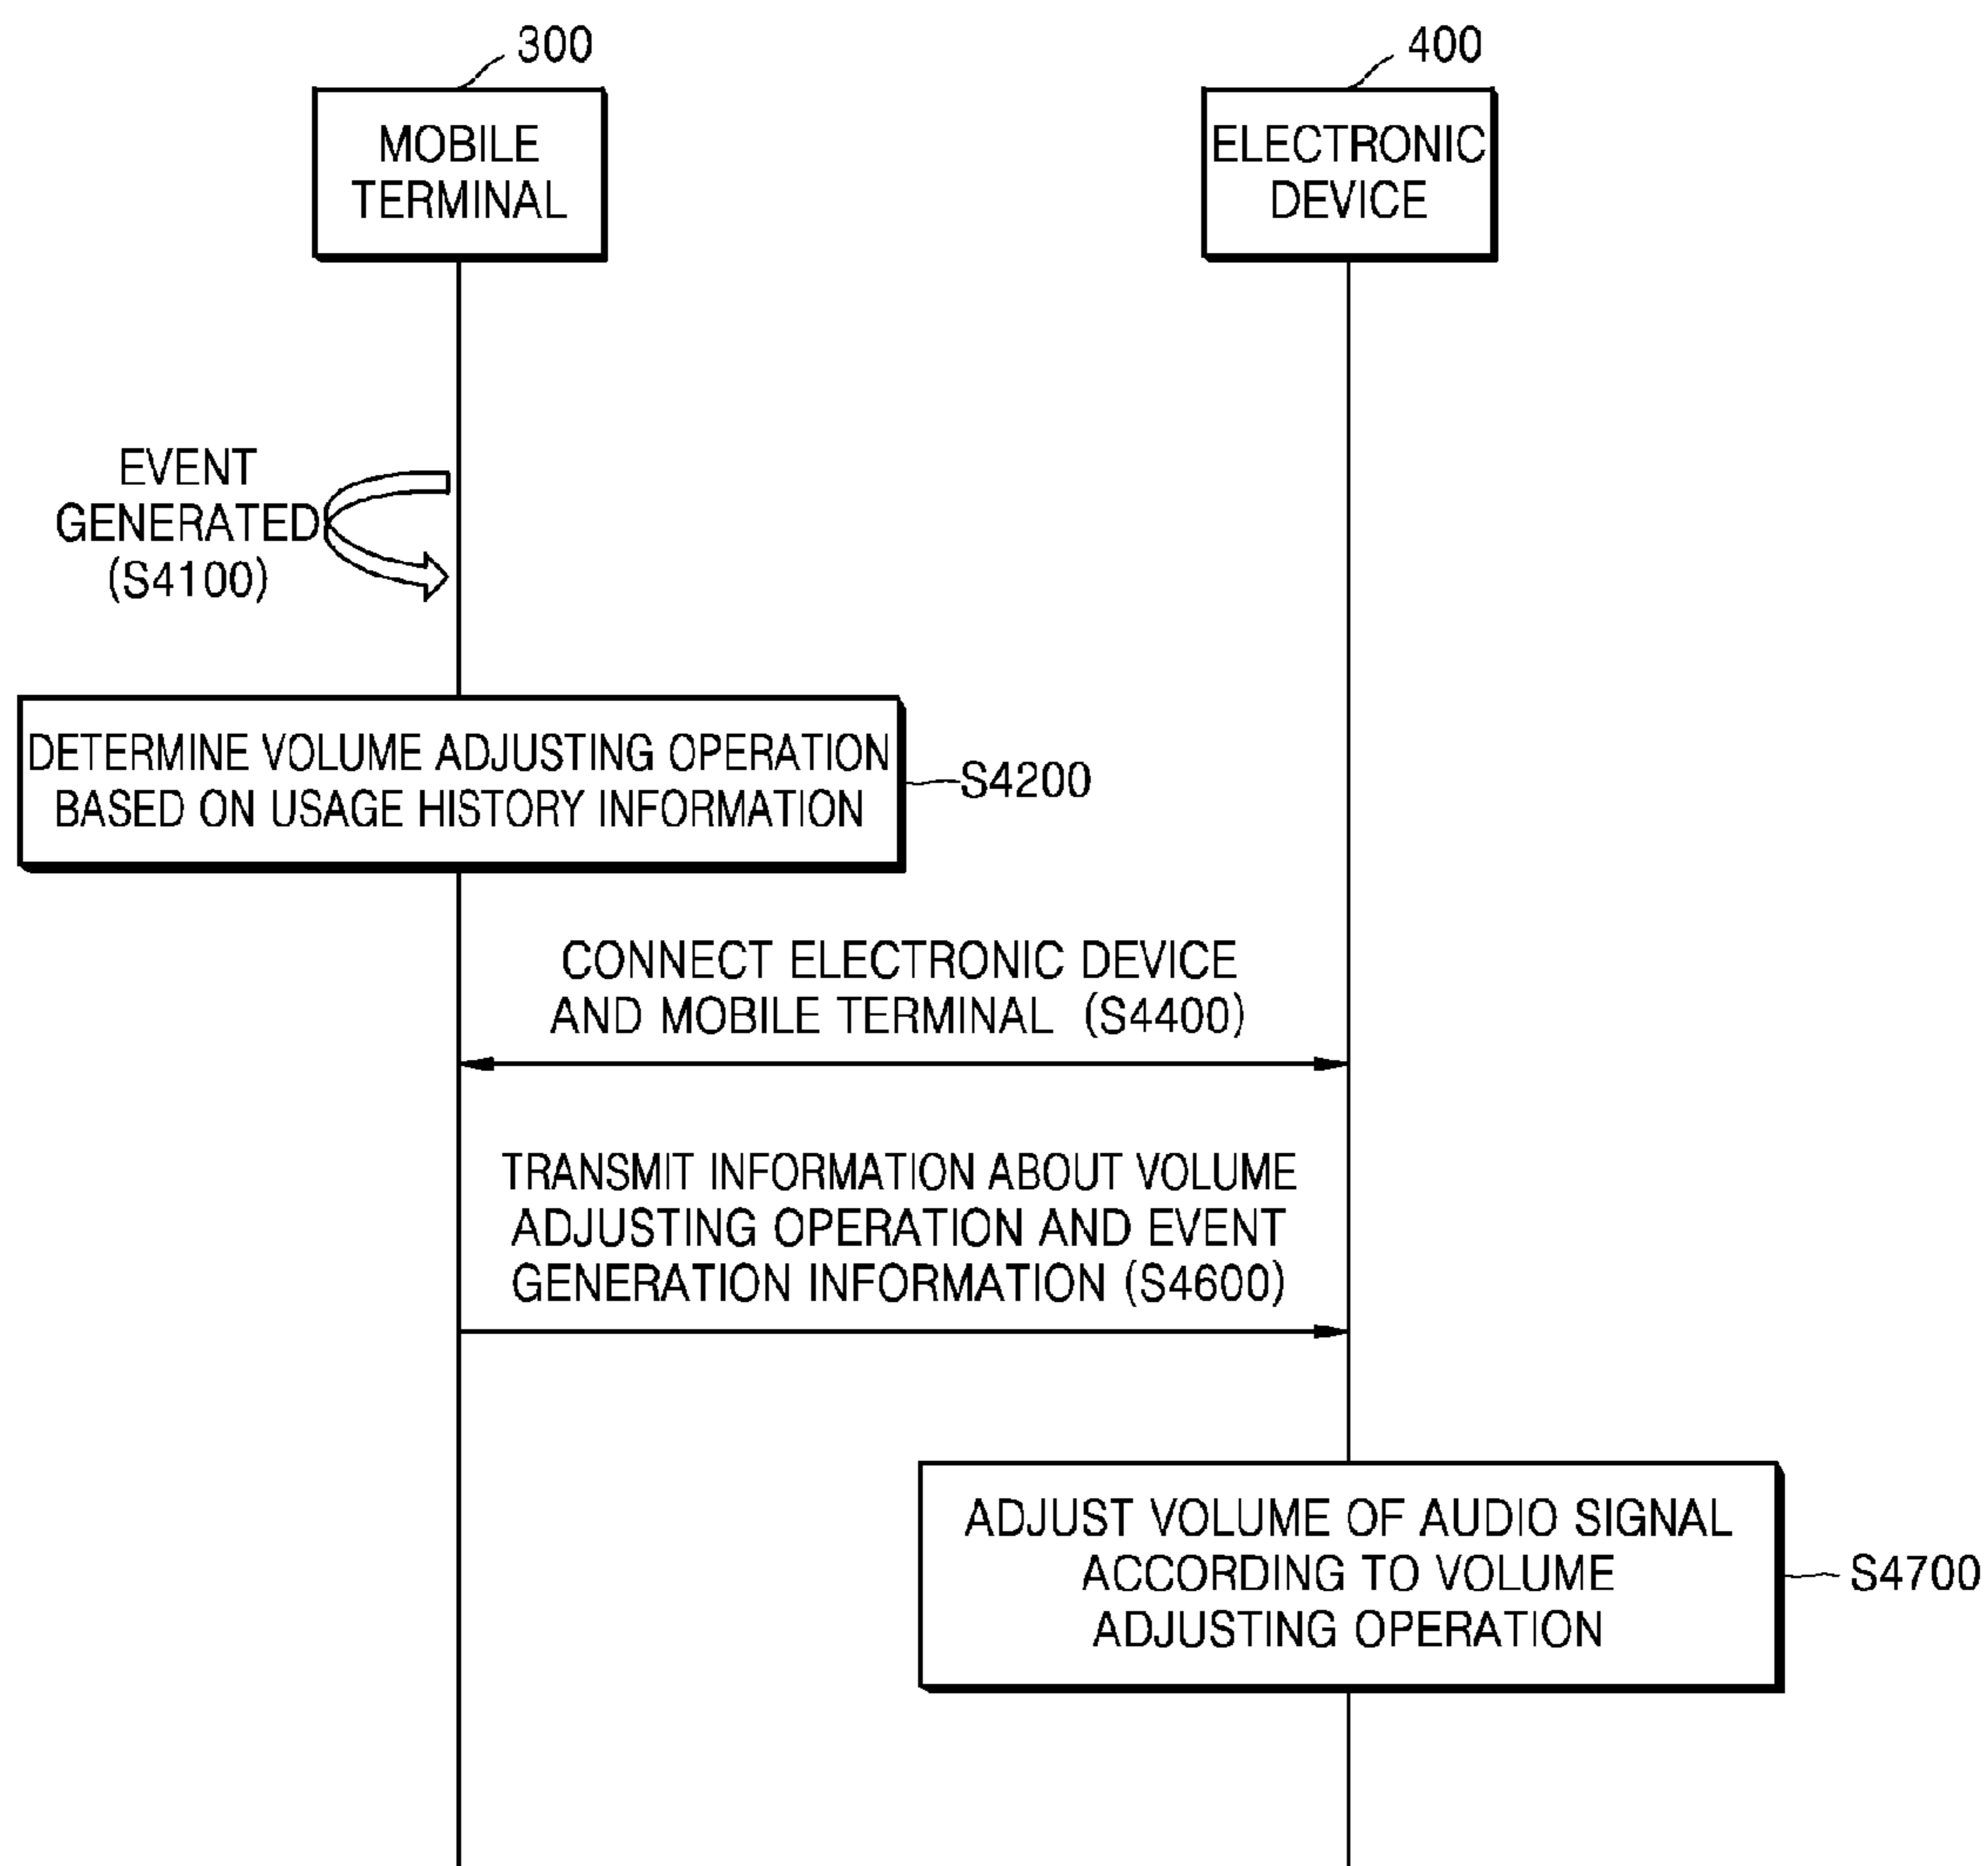 300
400
MOBILE
TERMINAL
ELECTRONIC
DEVICE
EVENT
GENERATED
(S4100)
DETERMINE VOLUME ADJUSTING OPERATION
BASED ON USAGE HISTORY INFORMATION
S4200
CONNECT ELECTRONIC DEVICE
AND MOBILE TERMINAL (S4400)
TRANSMIT INFORMATION ABOUT VOLUME
ADJUSTING OPERATION AND EVENT
GENERATION INFORMATION (S4600)
ADJUST VOLUME OF AUDIO SIGNAL
ACCORDING TO VOLUME
ADJUSTING OPERATION
S4700